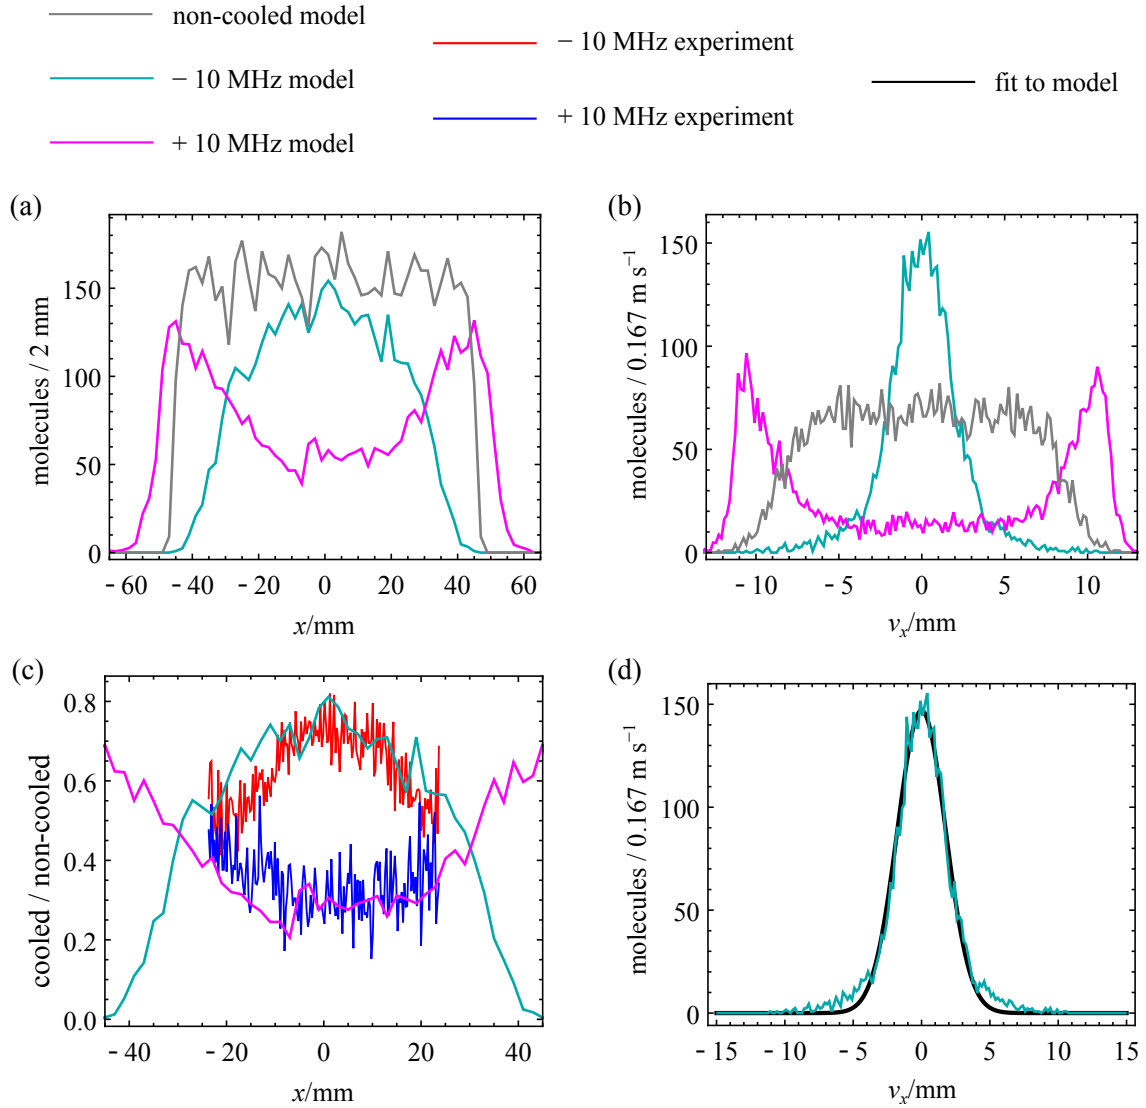 non-cooled model
− 10 MHz model
+ 10 MHz model
− 10 MHz experiment
+ 10 MHz experiment
fit to model
(a)
molecules / 2 mm
150
100
50
0
− 60 − 40 − 20 0 20 40 60
x/mm
(b)
molecules / 0.167 m s⁻¹
150
100
50
0
− 10 − 5 0 5 10
vₓ/mm
(c)
cooled / non-cooled
0.8
0.6
0.4
0.2
0.0
− 40 − 20 0 20 40
x/mm
(d)
molecules / 0.167 m s⁻¹
150
100
50
0
− 15 − 10 − 5 0 5 10 15
vₓ/mm